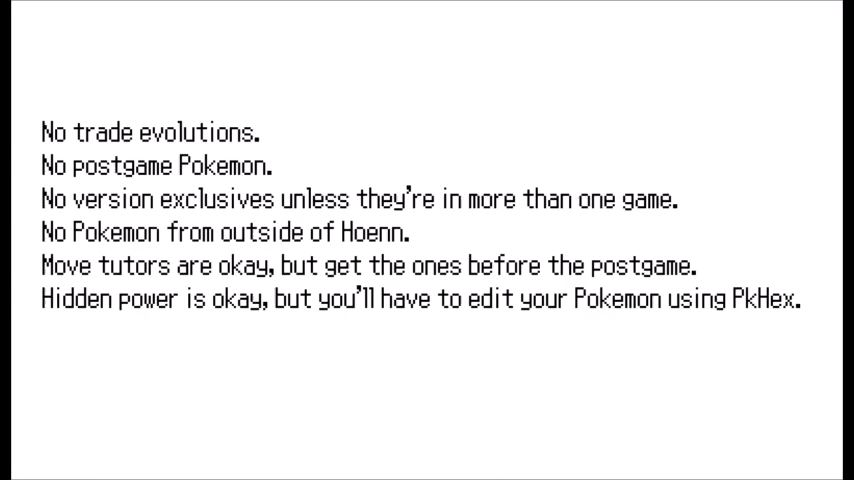 No trade evolutions.
No postgame Pokemon.
No version exclusives unless they're in more than one game.
No Pokemon from outside of Hoenn.
Move tutors are okay, but get the ones before the postgame.
Hidden power is okay, but you'll have to edit your Pokemon using PkHex.